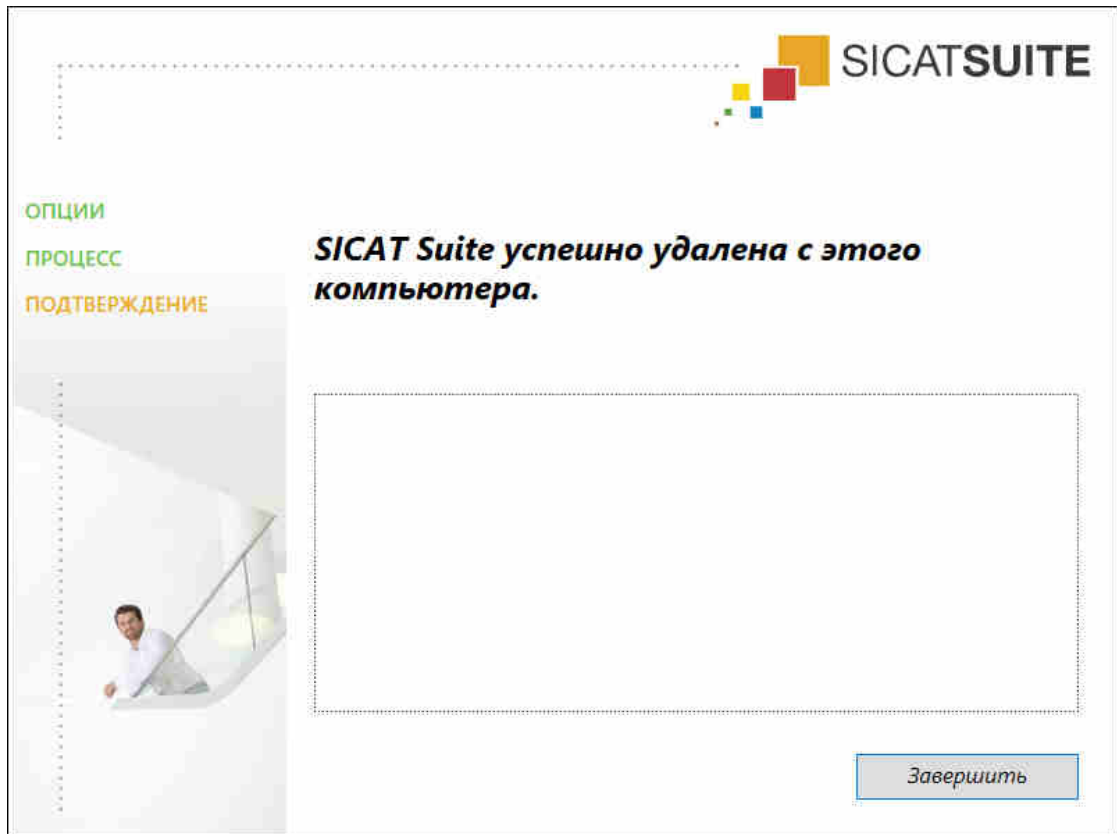 SICATSUITE
ОПЦИИ
ПРОЦЕСС
ПОДТВЕРЖДЕНИЕ
SICAT Suite успешно удалена с этого
компьютера.
Завершить